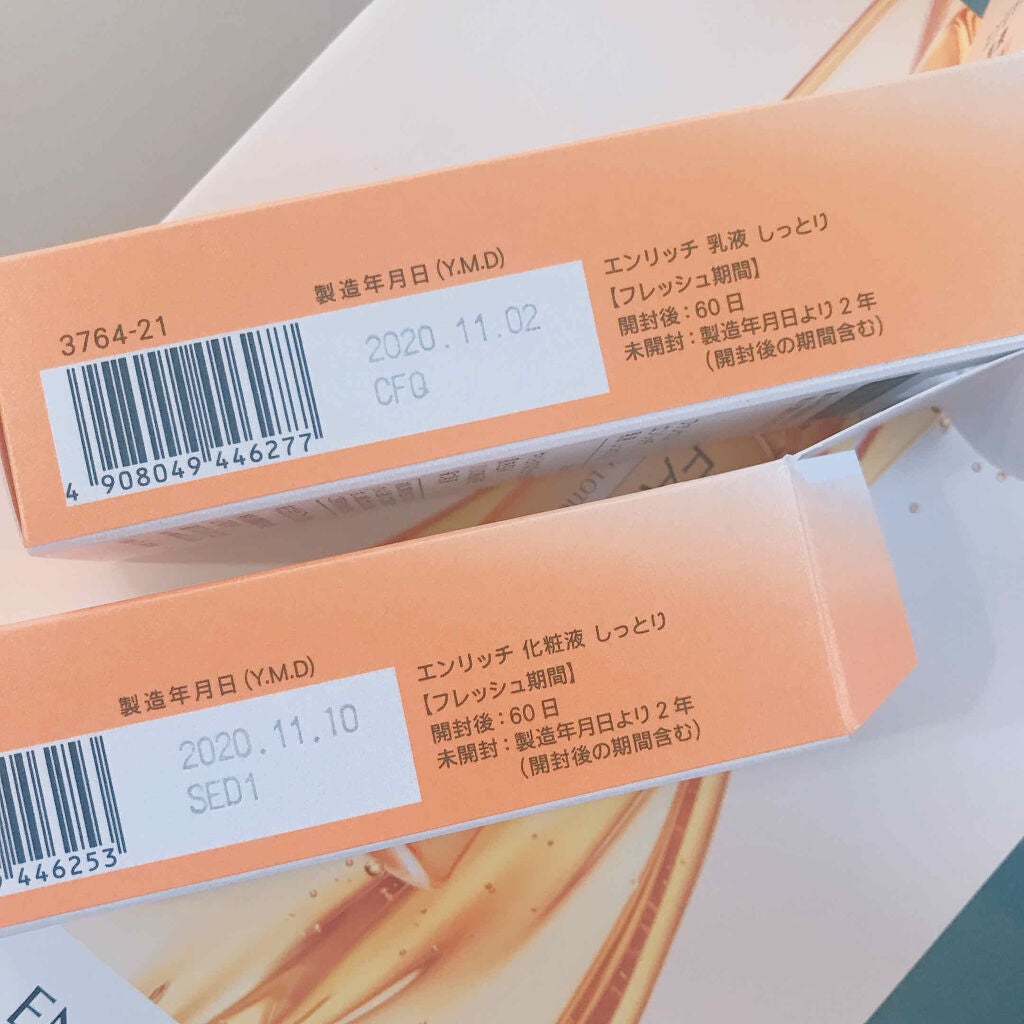 3764-21
製造年月日(Y.M.D)
2020.11.02
CFQ
4 908049 446277
エンリッチ 乳液 しっとり
【フレッシュ期間】
開封後：60日
未開封：製造年月日より2年
（開封後の期間含む）
製造年月日(Y.M.D)
2020.11.10
SED1
446253
エンリッチ 化粧液 しっとり
【フレッシュ期間】
開封後：60日
未開封：製造年月日より2年
（開封後の期間含む）